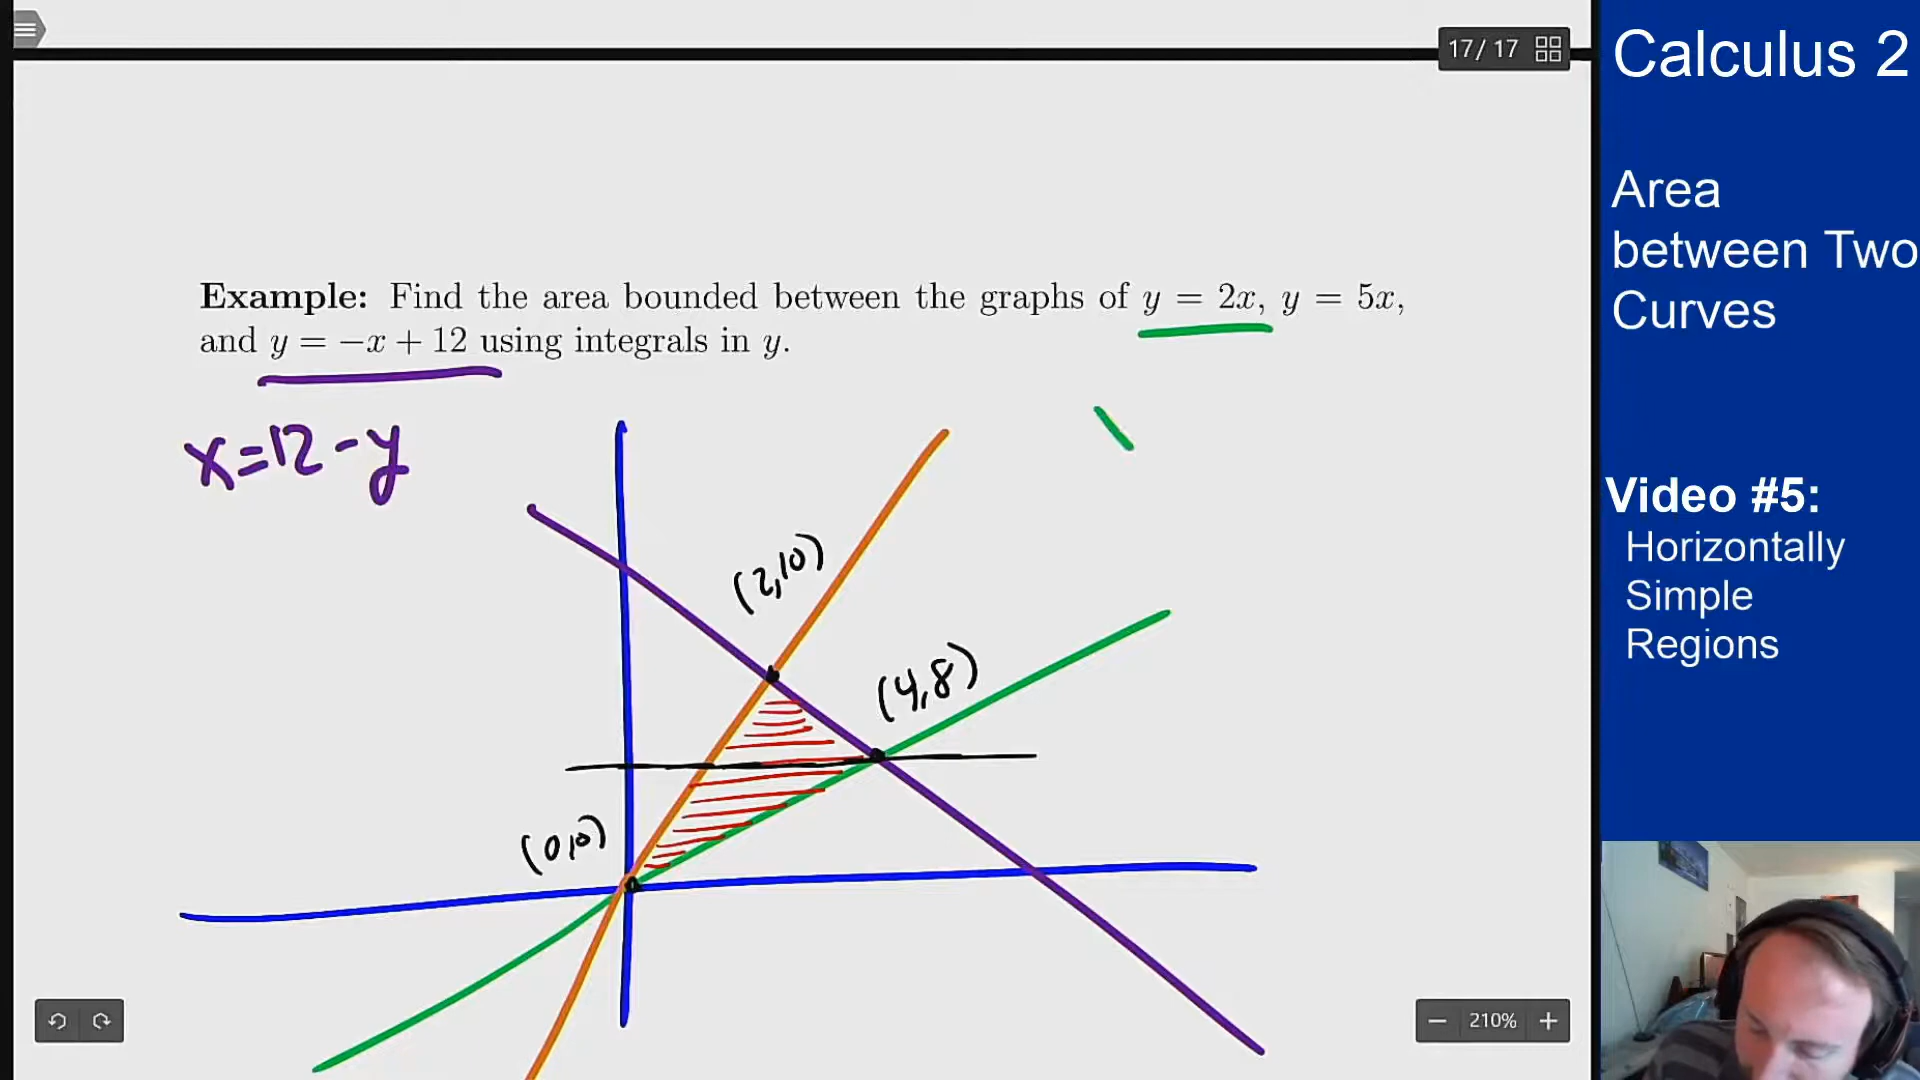 17 / 17
Calculus 2
Area
between Two
Curves
Video #5:
Horizontally
Simple
Regions
Example: Find the area bounded between the graphs of y = 2x, y = 5x,
and y = −x + 12 using integrals in y.
x=12-y
(2,10)
(4,8)
(0,0)
210%